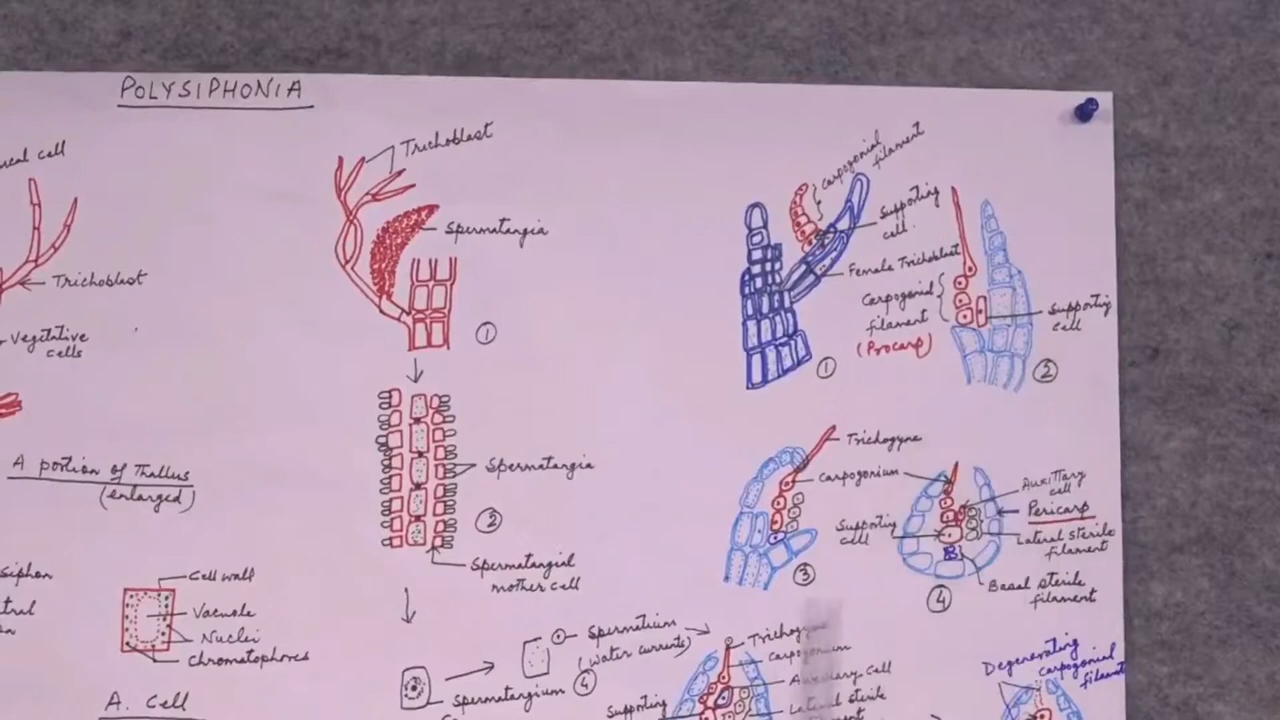 POLYSIPHONIA
cell
Trichoblast
Vegetative
cells
A portion of Thallus
(enlarged)
Cell wall
Vacuole
Nuclei
Chromatophores
A. Cell
Trichoblast
Spermatangia
①
Spermatangia
②
Spermatangial
mother cell
Spermatium
(water currents)
④
Spermatangium
Carpogonial
filament
Supporting
cell
Female Trichoblast
①
Carpogonial
filament
(Procarp)
Supporting
cell
②
Trichogyne
Carpogonium
Supporting
cell
③
Auxillary
cell
Pericarp
Lateral sterile
filament
Basal sterile
filament
④
Carpogonium
Auxiliary cell
Lateral sterile
Supporting
Degenerating
carpogonial
filament